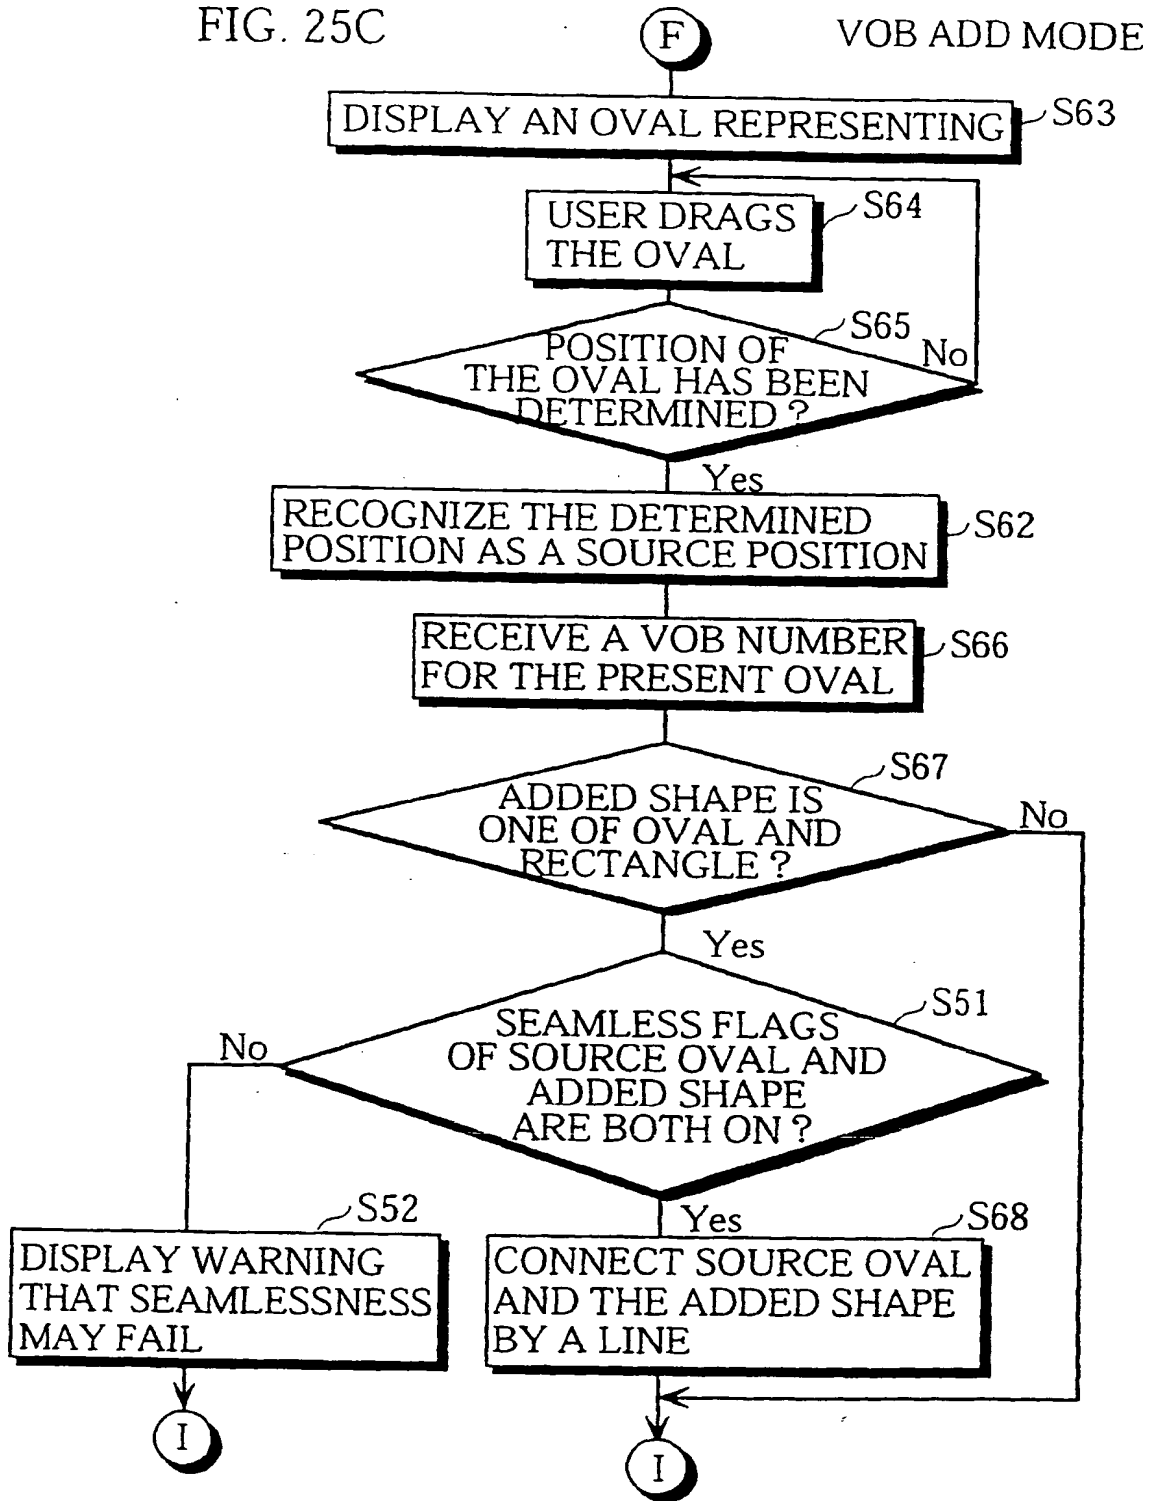 FIG. 25C
F
VOB ADD MODE
DISPLAY AN OVAL REPRESENTING
S63
USER DRAGS
THE OVAL
S64
POSITION OF
THE OVAL HAS BEEN
DETERMINED ?
S65
No
Yes
RECOGNIZE THE DETERMINED
POSITION AS A SOURCE POSITION
S62
RECEIVE A VOB NUMBER
FOR THE PRESENT OVAL
S66
ADDED SHAPE IS
ONE OF OVAL AND
RECTANGLE ?
S67
No
Yes
SEAMLESS FLAGS
OF SOURCE OVAL AND
ADDED SHAPE
ARE BOTH ON ?
S51
No
Yes
S52
DISPLAY WARNING
THAT SEAMLESSNESS
MAY FAIL
S68
CONNECT SOURCE OVAL
AND THE ADDED SHAPE
BY A LINE
I
I